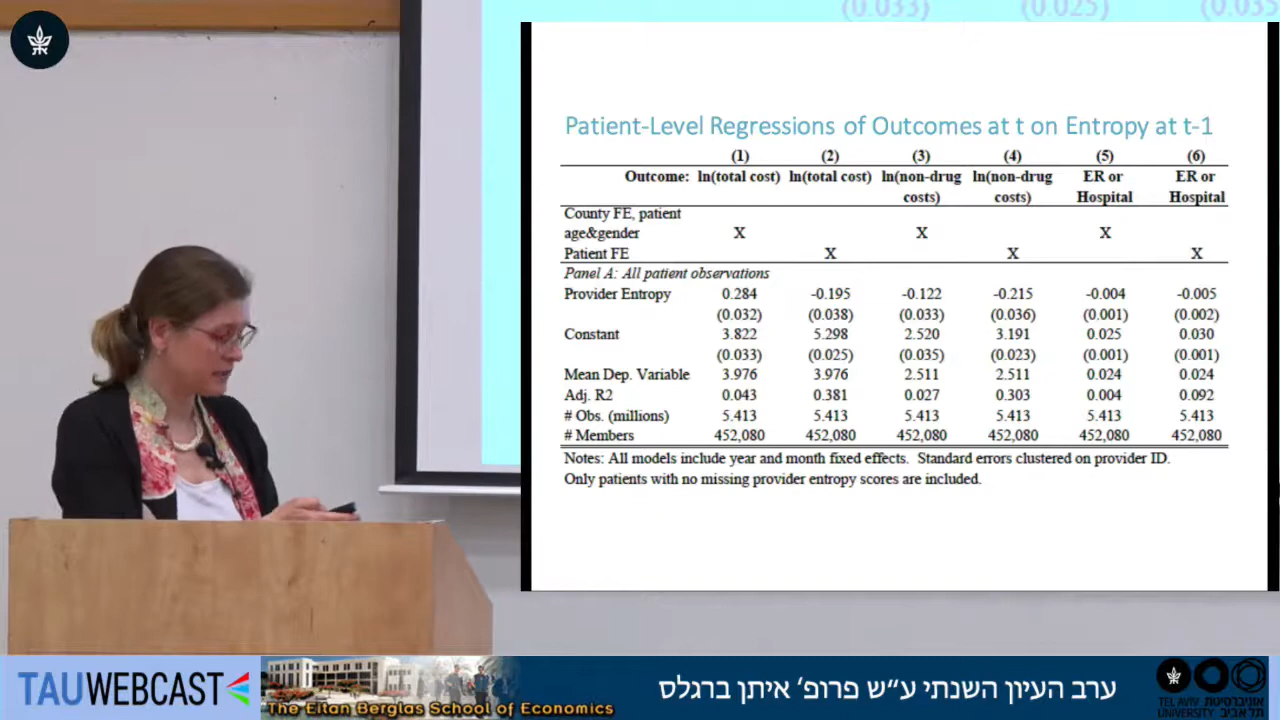 (0.033) (0.025) (0.035
Patient-Level Regressions of Outcomes at t on Entropy at t-1
(1) (2) (3) (4) (5) (6)
Outcome: ln(total cost) ln(total cost) ln(non-drug ln(non-drug ER or ER or
costs) costs) Hospital Hospital
County FE, patient
age&gender X X X
Patient FE X X X
Panel A: All patient observations
Provider Entropy 0.284 -0.195 -0.122 -0.215 -0.004 -0.005
(0.032) (0.038) (0.033) (0.036) (0.001) (0.002)
Constant 3.822 5.298 2.520 3.191 0.025 0.030
(0.033) (0.025) (0.035) (0.023) (0.001) (0.001)
Mean Dep. Variable 3.976 3.976 2.511 2.511 0.024 0.024
Adj. R2 0.043 0.381 0.027 0.303 0.004 0.092
# Obs. (millions) 5.413 5.413 5.413 5.413 5.413 5.413
# Members 452,080 452,080 452,080 452,080 452,080 452,080
Notes: All models include year and month fixed effects. Standard errors clustered on provider ID.
Only patients with no missing provider entropy scores are included.
TAUWEBCAST
The Eitan Berglas School of Economics
ערב העיון השנתי ע״ש פרופ׳ איתן ברגלס
TEL AVIV אוניברסיטת
UNIVERSITY תל אביב